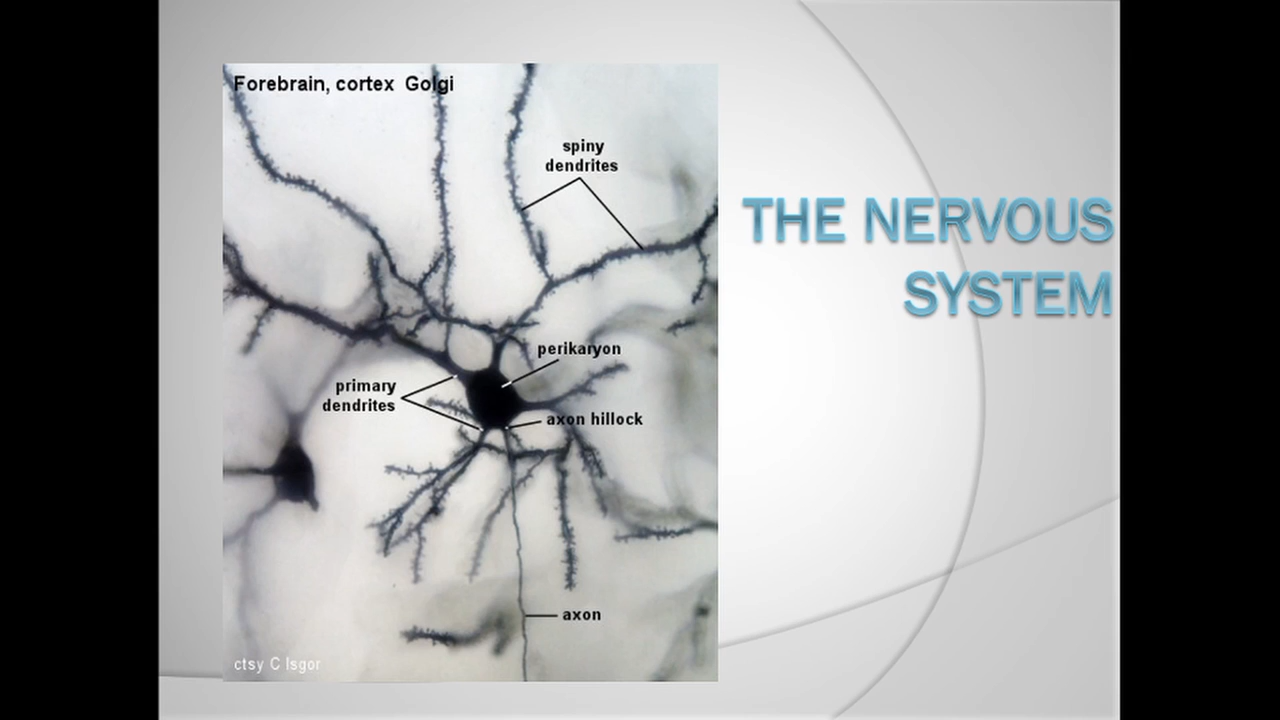 Forebrain, cortex Golgi
spiny
dendrites
THE NERVOUS
SYSTEM
perikaryon
primary
dendrites
axon hillock
axon
ctsy C Isgor